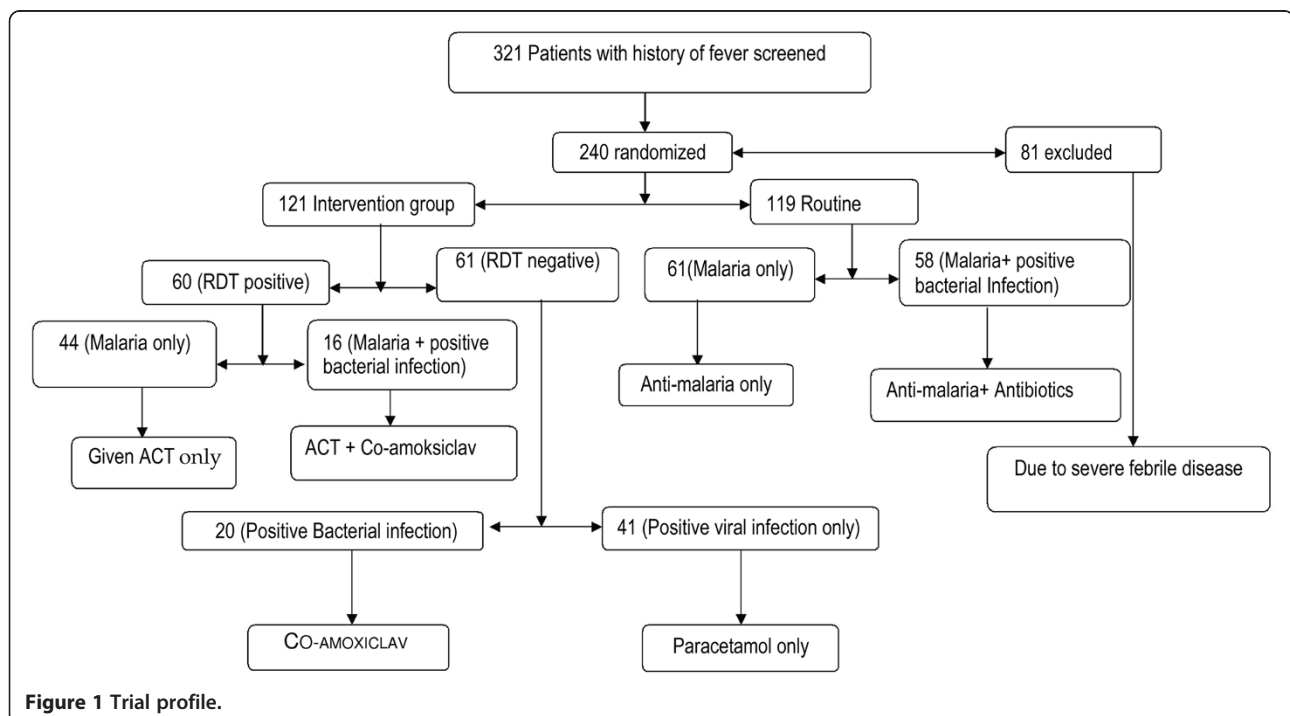 321 Patients with history of fever screened
240 randomized
81 excluded
121 Intervention group
119 Routine
60 (RDT positive)
61 (RDT negative)
61(Malaria only)
58 (Malaria+ positive
bacterial Infection)
44 (Malaria only)
16 (Malaria + positive
bacterial infection)
Anti-malaria only
Anti-malaria+ Antibiotics
Given ACT only
ACT + Co-amoksiclav
Due to severe febrile disease
20 (Positive Bacterial infection)
41 (Positive viral infection only)
CO-AMOXICLAV
Paracetamol only
Figure 1 Trial profile.